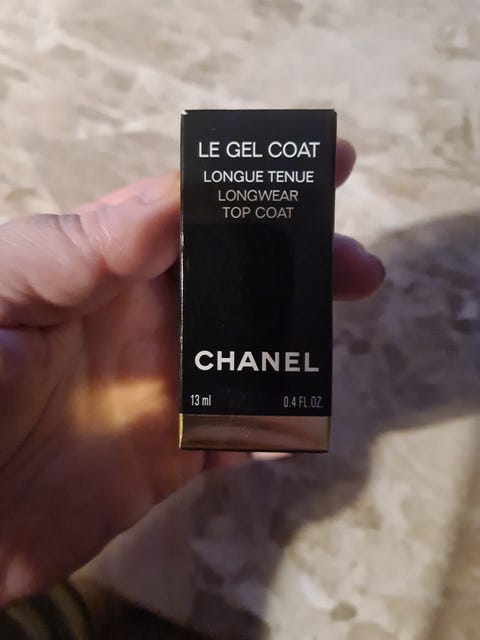 LE GEL COAT
LONGUE TENUE
LONGWEAR
TOP COAT
CHANEL
13 ml 0.4 FL.OZ.